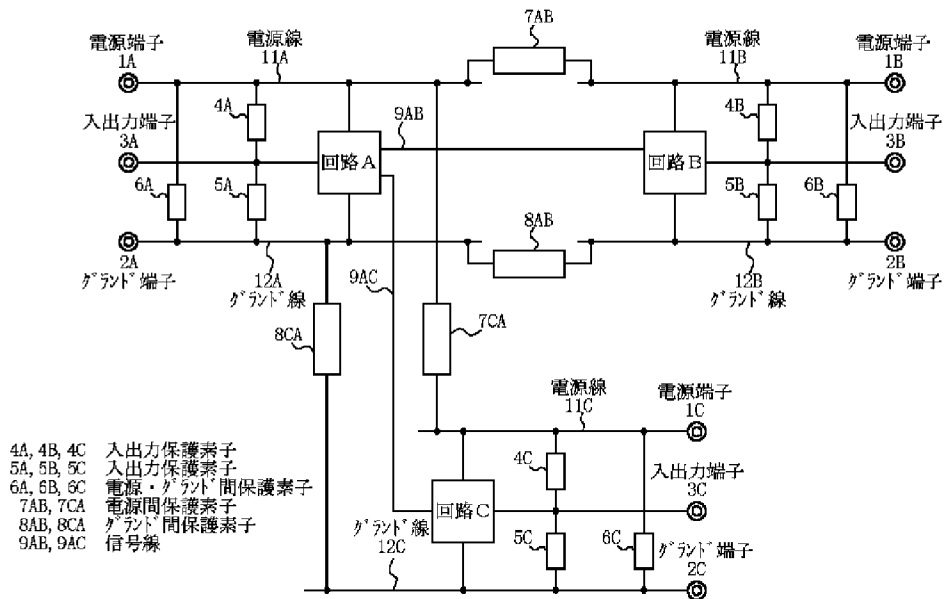 7AB
電源端子
1A
電源線
11A
電源線
11B
電源端子
1B
4A
9AB
4B
入出力端子
3A
入出力端子
3B
回路A
回路B
6A
5A
5B
6B
8AB
2A
グランド端子
12A
グランド線
9AC
12B
グランド線
2B
グランド端子
8CA
7CA
電源線
11C
電源端子
1C
4C
入出力端子
3C
回路C
グランド線
12C
5C
6C
グランド端子
2C
4A, 4B, 4C 入出力保護素子
5A, 5B, 5C 入出力保護素子
6A, 6B, 6C 電源・グランド間保護素子
7AB, 7CA 電源間保護素子
8AB, 8CA グランド間保護素子
9AB, 9AC 信号線